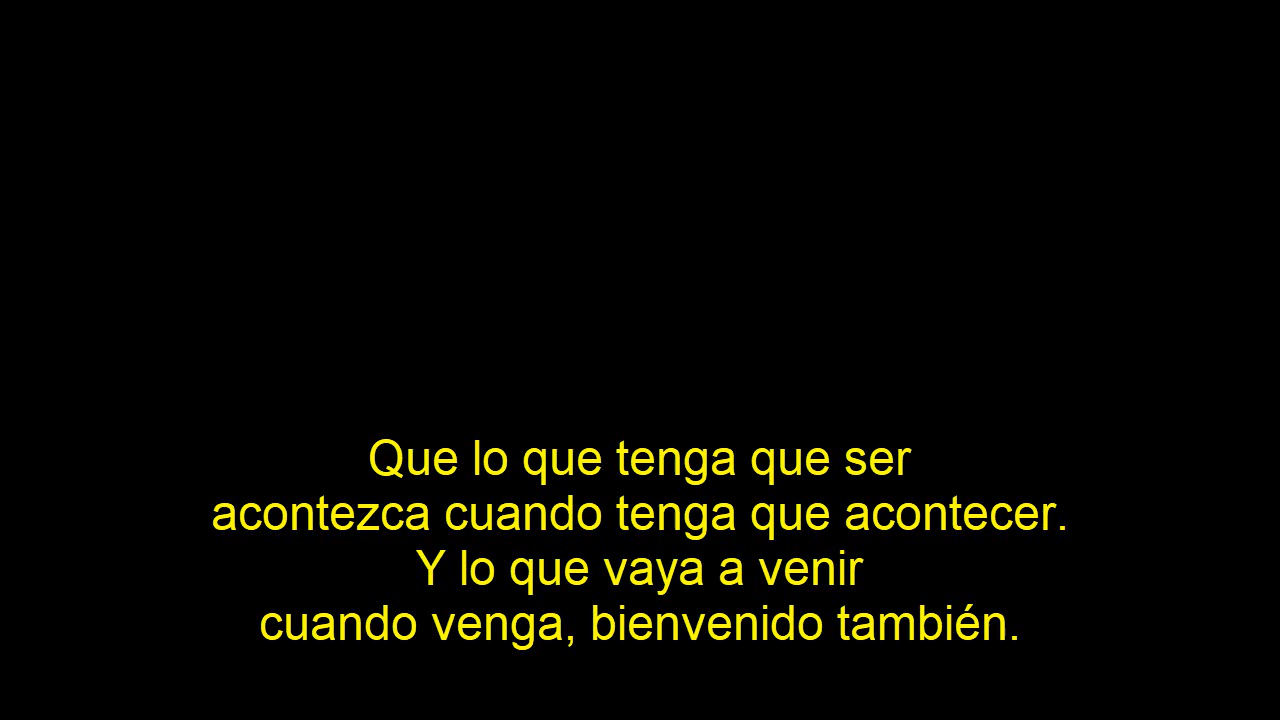 Que lo que tenga que ser
acontezca cuando tenga que acontecer.
Y lo que vaya a venir
cuando venga, bienvenido también.